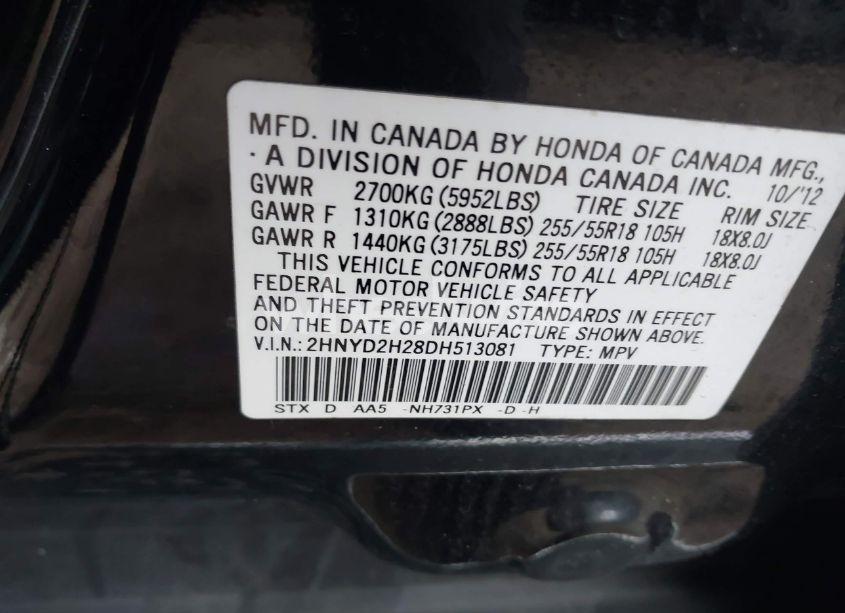 MFD. IN CANADA BY HONDA OF CANADA MFG.,
· A DIVISION OF HONDA CANADA INC. 10/'12
GVWR 2700KG (5952LBS) TIRE SIZE RIM SIZE
GAWR F 1310KG (2888LBS) 255/55R18 105H 18X8.0J
GAWR R 1440KG (3175LBS) 255/55R18 105H 18X8.0J
THIS VEHICLE CONFORMS TO ALL APPLICABLE
FEDERAL MOTOR VEHICLE SAFETY
AND THEFT PREVENTION STANDARDS IN EFFECT
ON THE DATE OF MANUFACTURE SHOWN ABOVE.
V.I.N.: 2HNYD2H28DH513081 TYPE: MPV
STX D AA5 -NH731PX -D -H